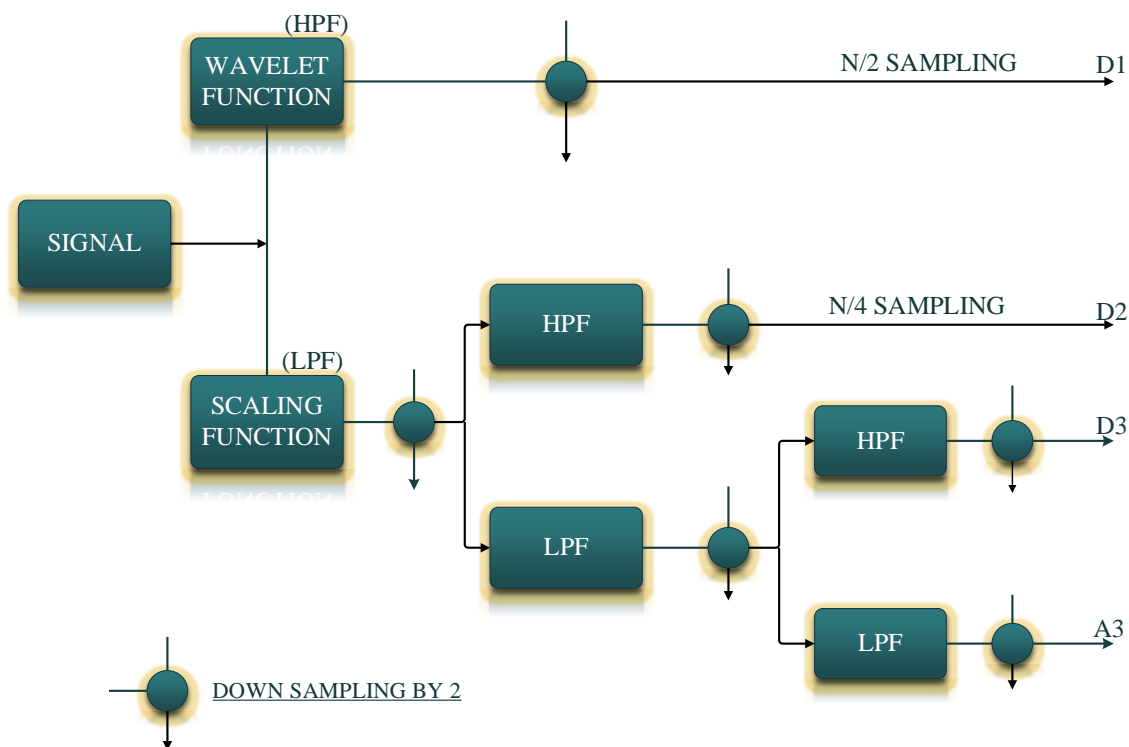 (HPF)
WAVELET
FUNCTION
N/2 SAMPLING
D1
SIGNAL
HPF
N/4 SAMPLING
D2
(LPF)
SCALING
FUNCTION
HPF
D3
LPF
LPF
A3
DOWN SAMPLING BY 2